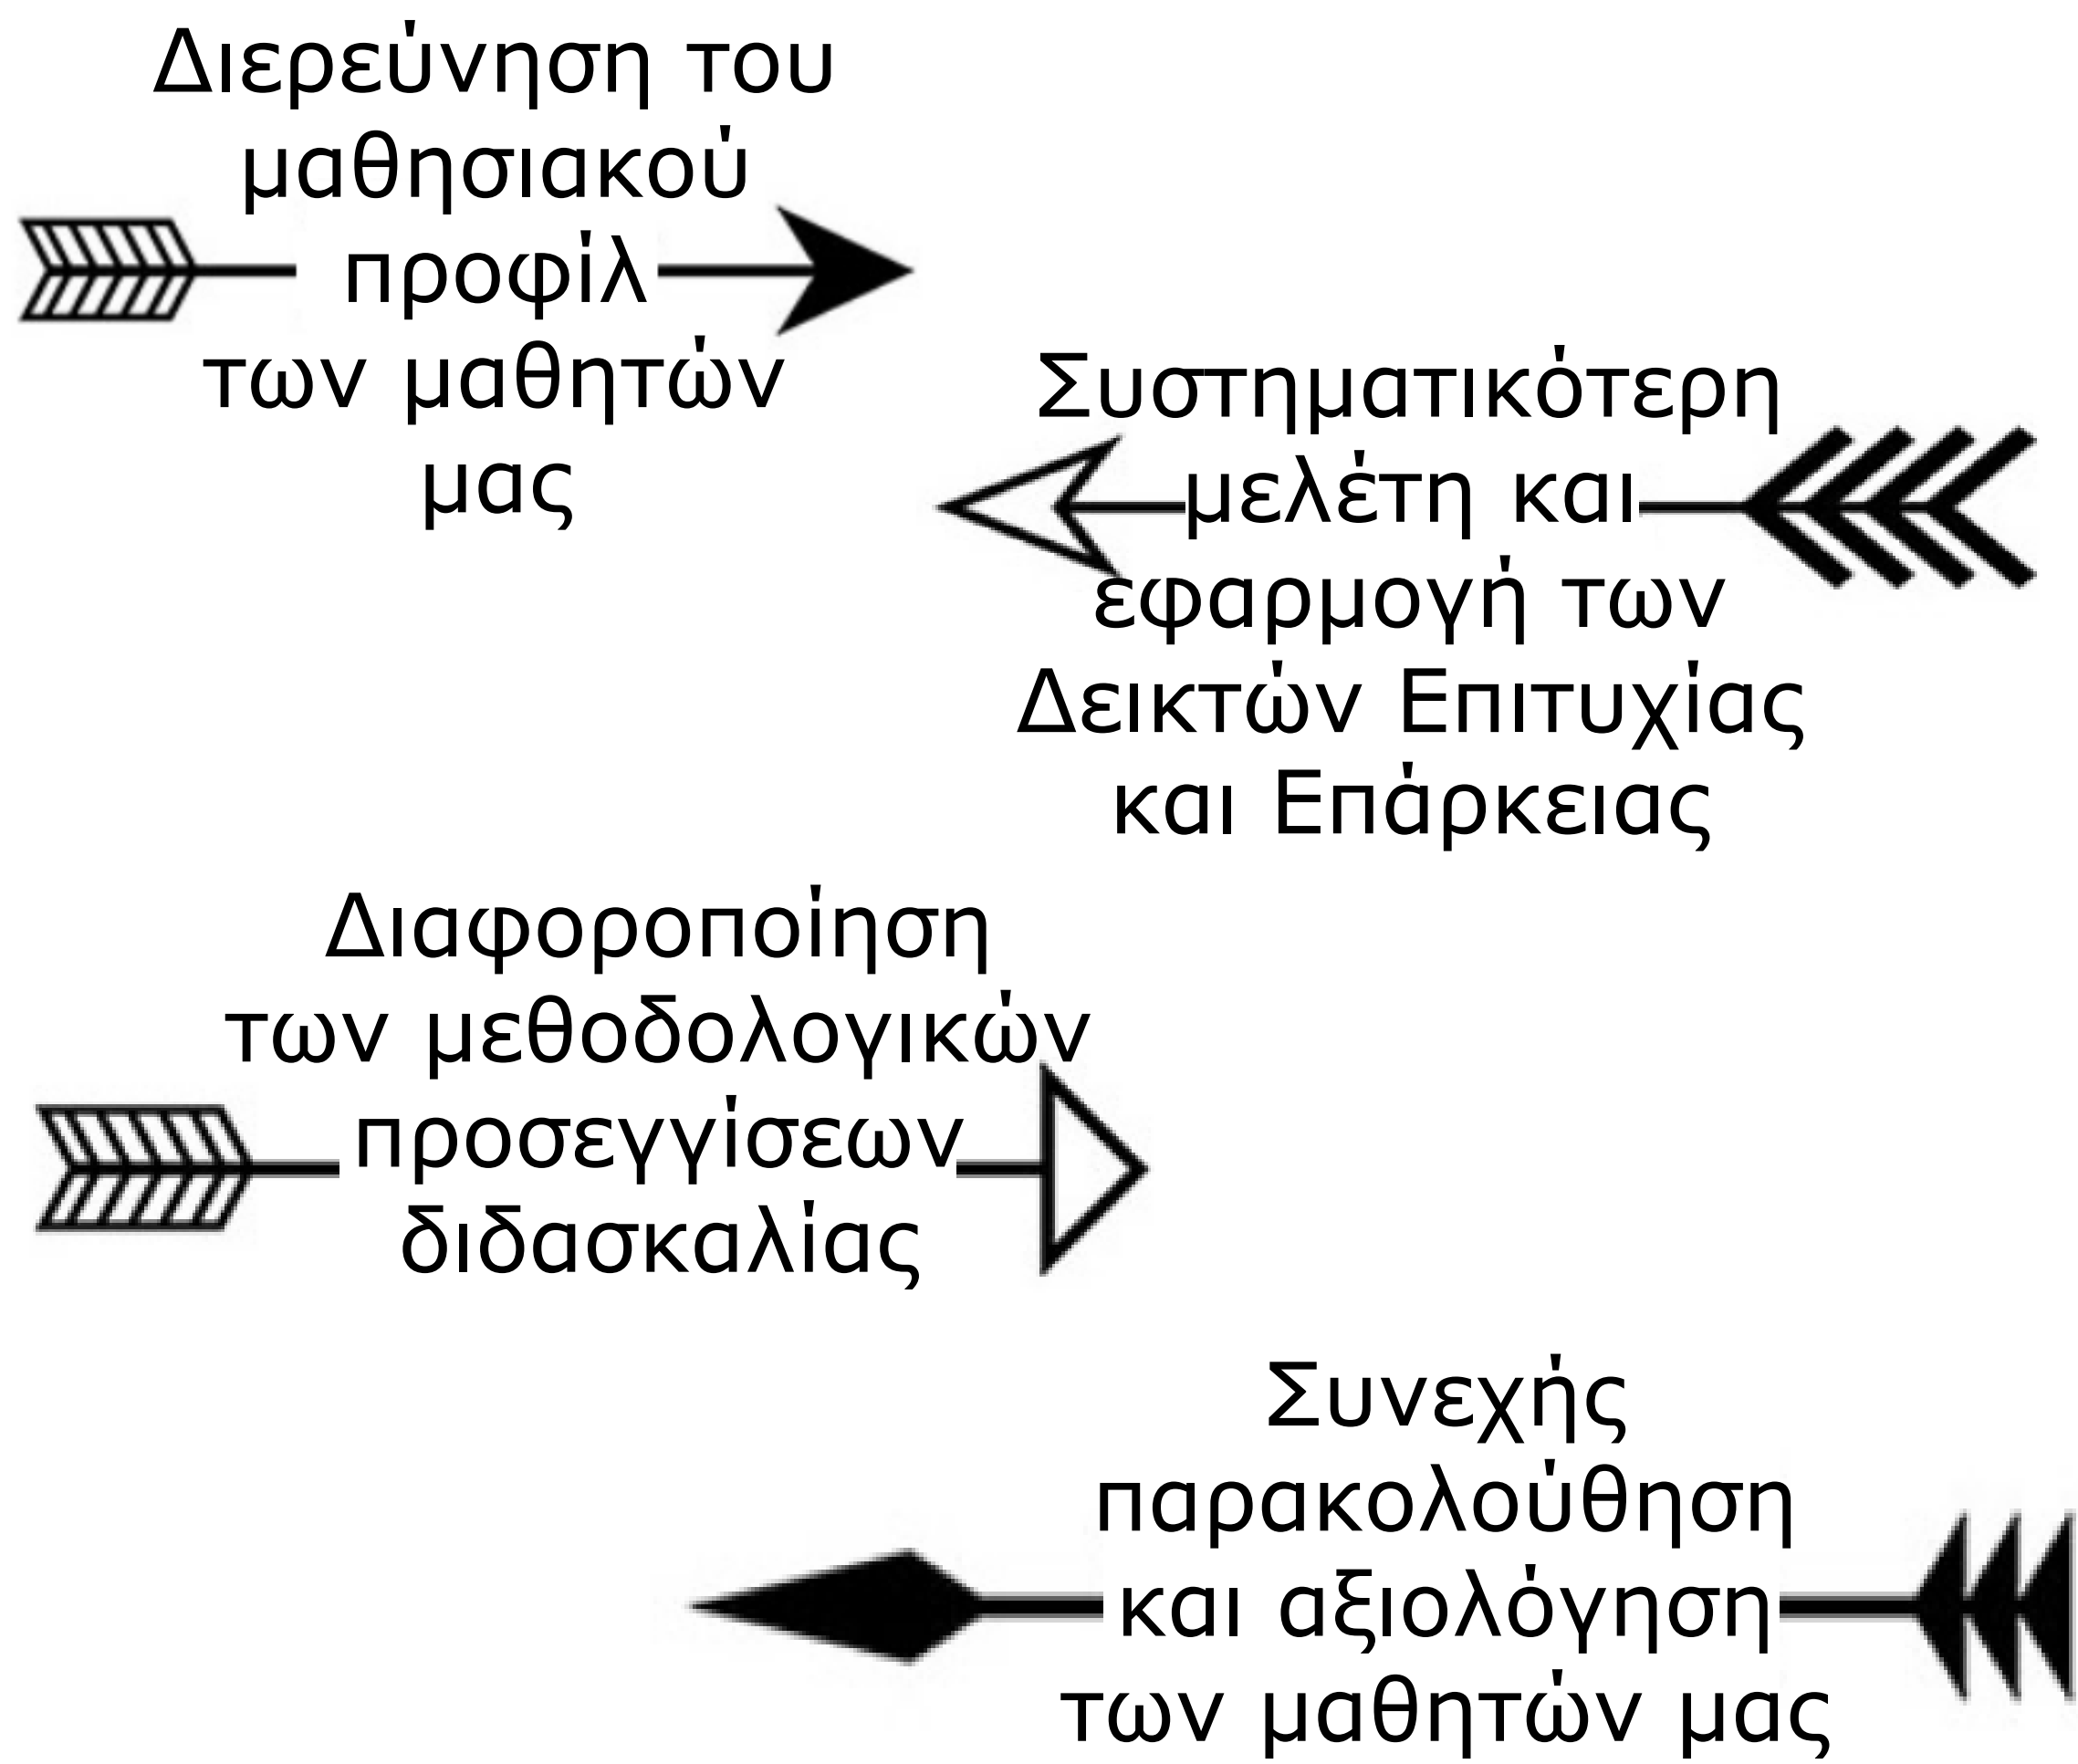 Διερεύνηση του
μαθησιακού
προφίλ
των μαθητών
μας
Συστηματικότερη
μελέτη και
εφαρμογή των
Δεικτών Επιτυχίας
και Επάρκειας
Διαφοροποίηση
των μεθοδολογικών
προσεγγίσεων
διδασκαλίας
Συνεχής
παρακολούθηση
και αξιολόγηση
των μαθητών μας